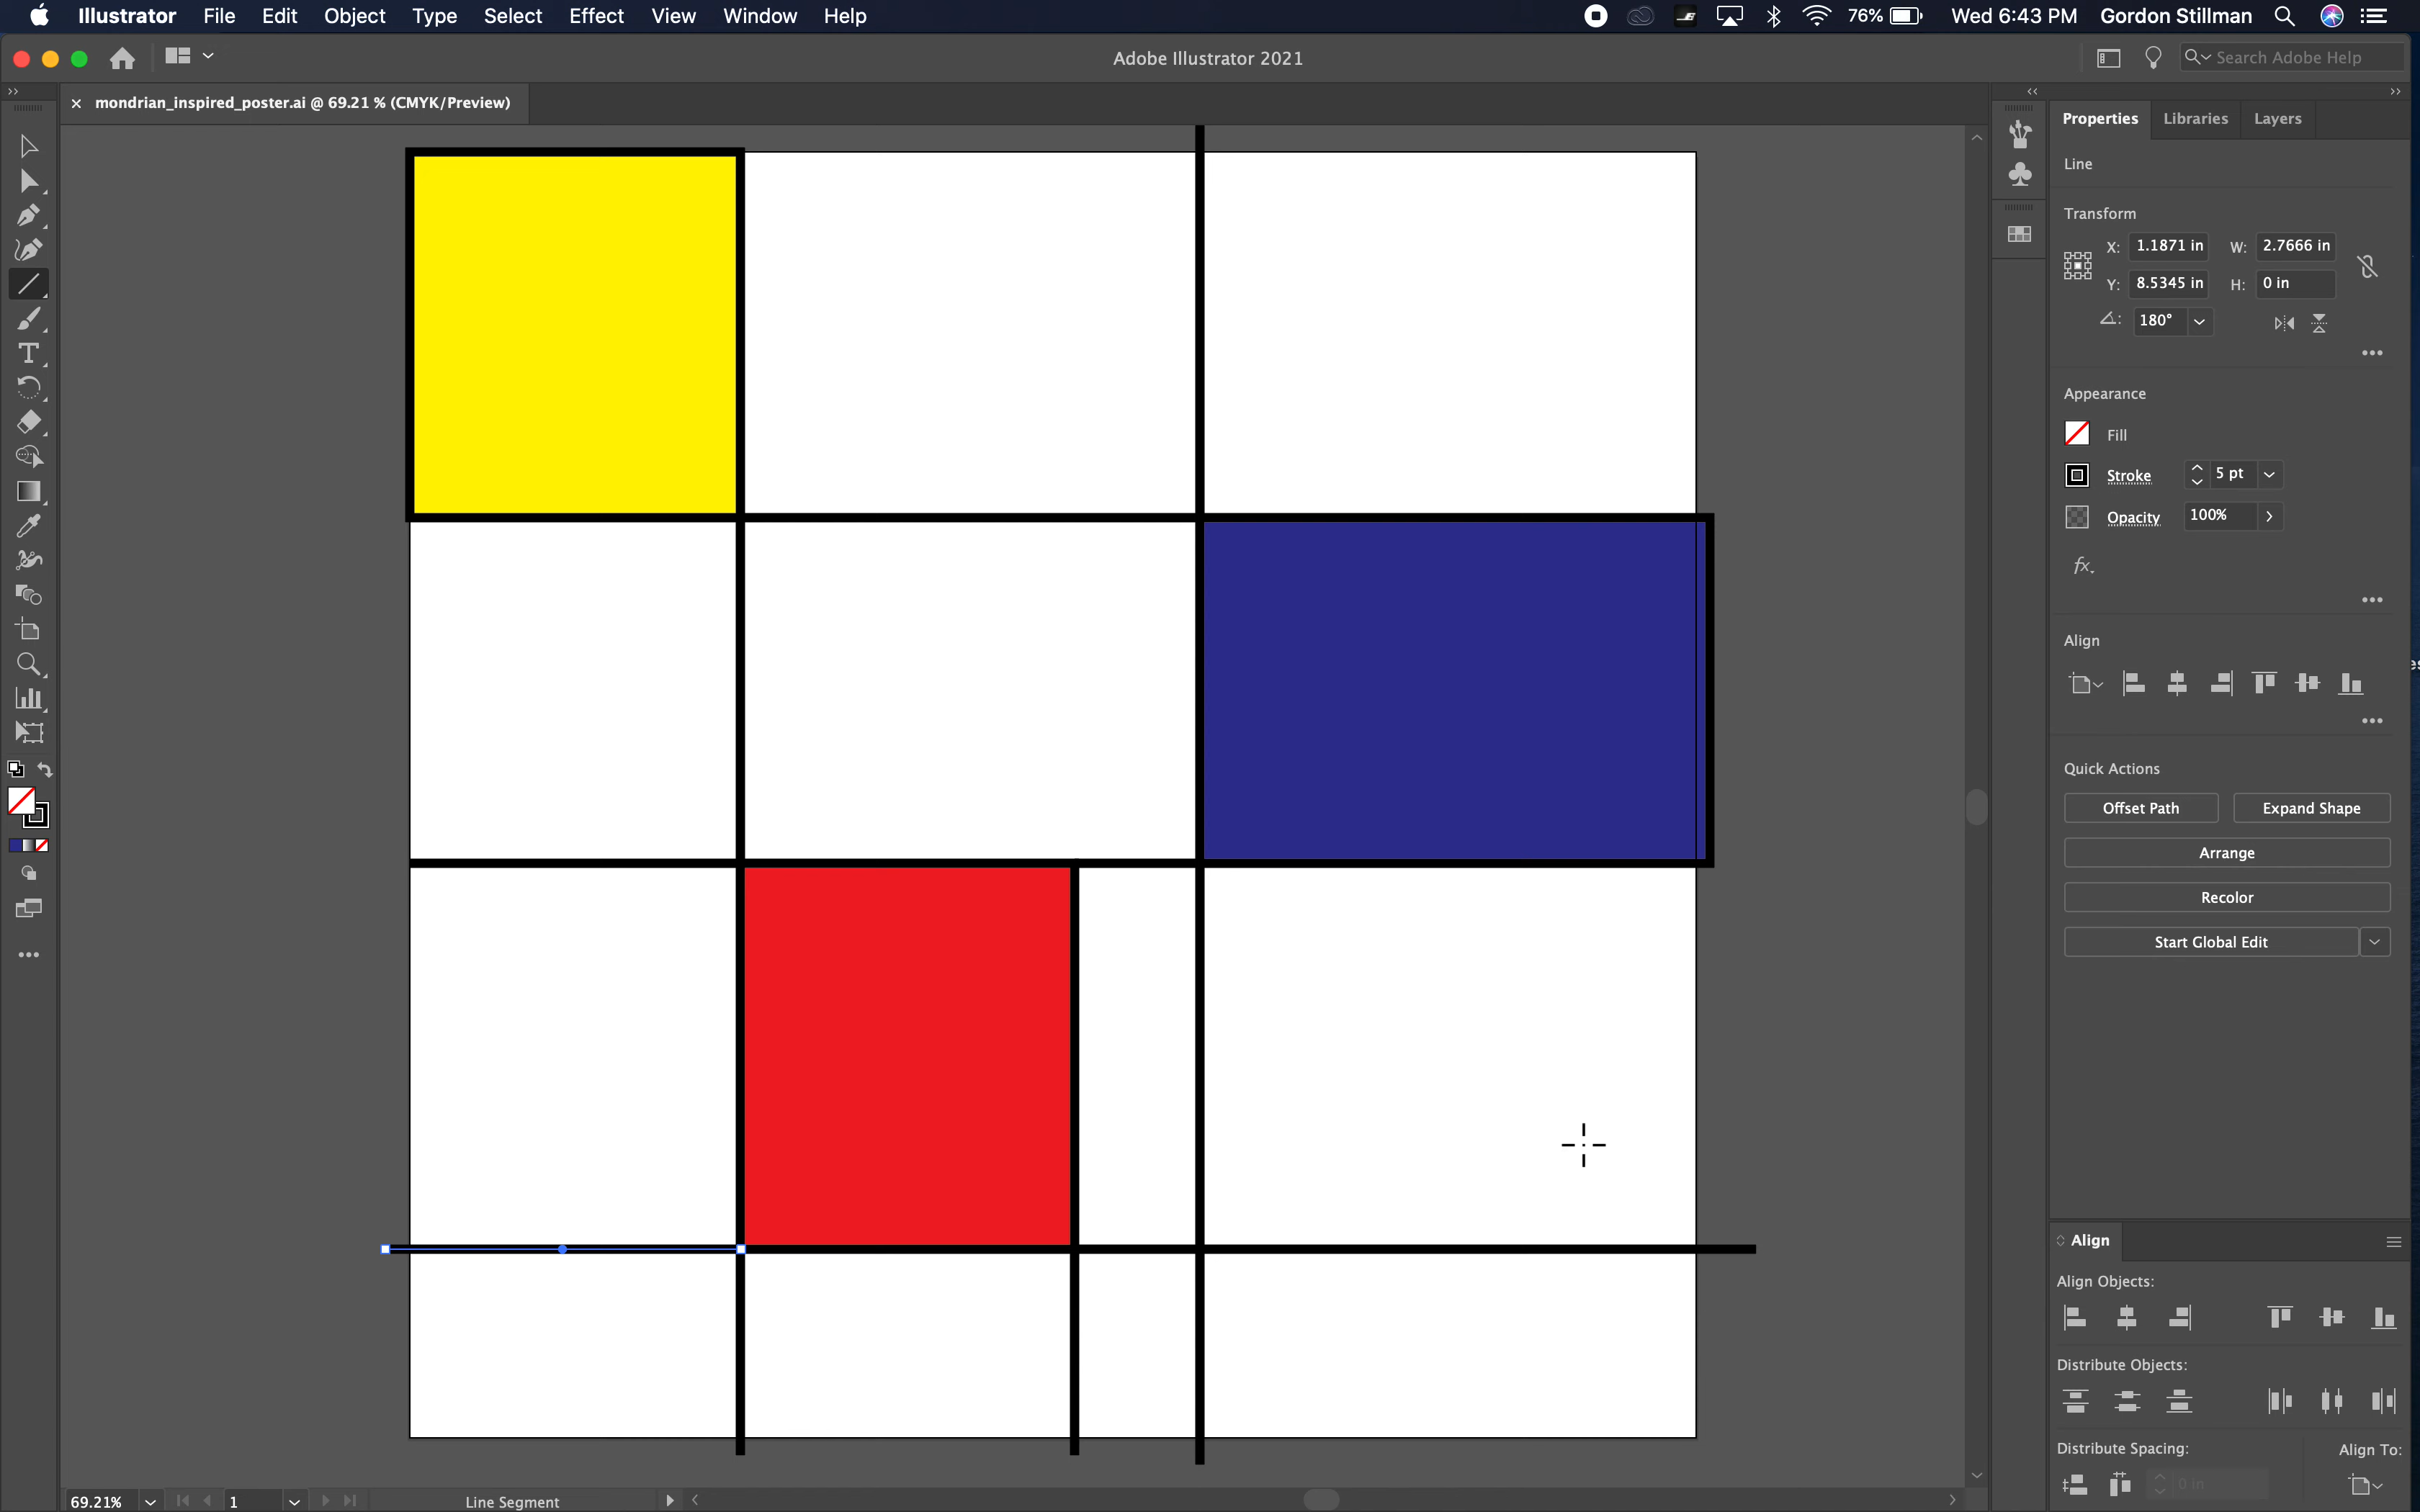 Illustrator File Edit Object Type Select Effect View Window Help 76% Wed 6:43 PM Gordon Stillman
Adobe Illustrator 2021 Search Adobe Help
× mondrian_inspired_poster.ai @ 69.21 % (CMYK/Preview)
Properties Libraries Layers
Line
Transform
X: 1.1871 in W: 2.7666 in
Y: 8.5345 in H: 0 in
180°
Appearance
Fill
Stroke 5 pt
Opacity 100%
fx.
Align
Quick Actions
Offset Path Expand Shape
Arrange
Recolor
Start Global Edit
Align
Align Objects:
Distribute Objects:
Distribute Spacing: Align To:
0 in
69.21% 1 Line Segment